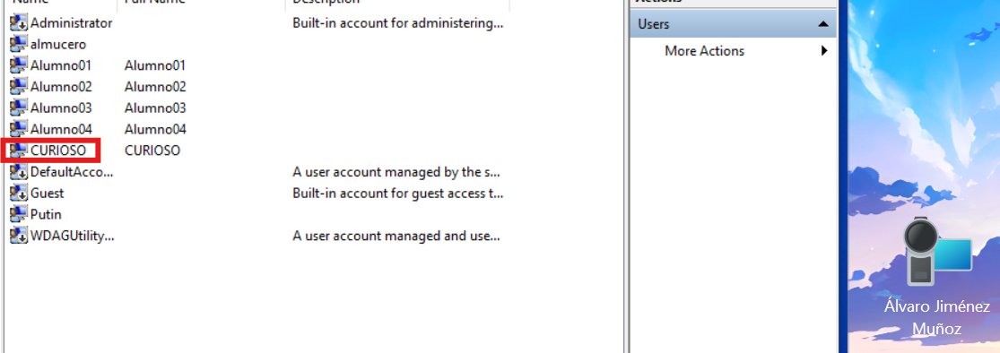 Name Full Name Description
Administrator Built-in account for administering...
almucero
Alumno01 Alumno01
Alumno02 Alumno02
Alumno03 Alumno03
Alumno04 Alumno04
CURIOSO CURIOSO
DefaultAcco... A user account managed by the s...
Guest Built-in account for guest access t...
Putin
WDAGUtility... A user account managed and use...
Actions
Users
More Actions
Álvaro Jiménez
Muñoz